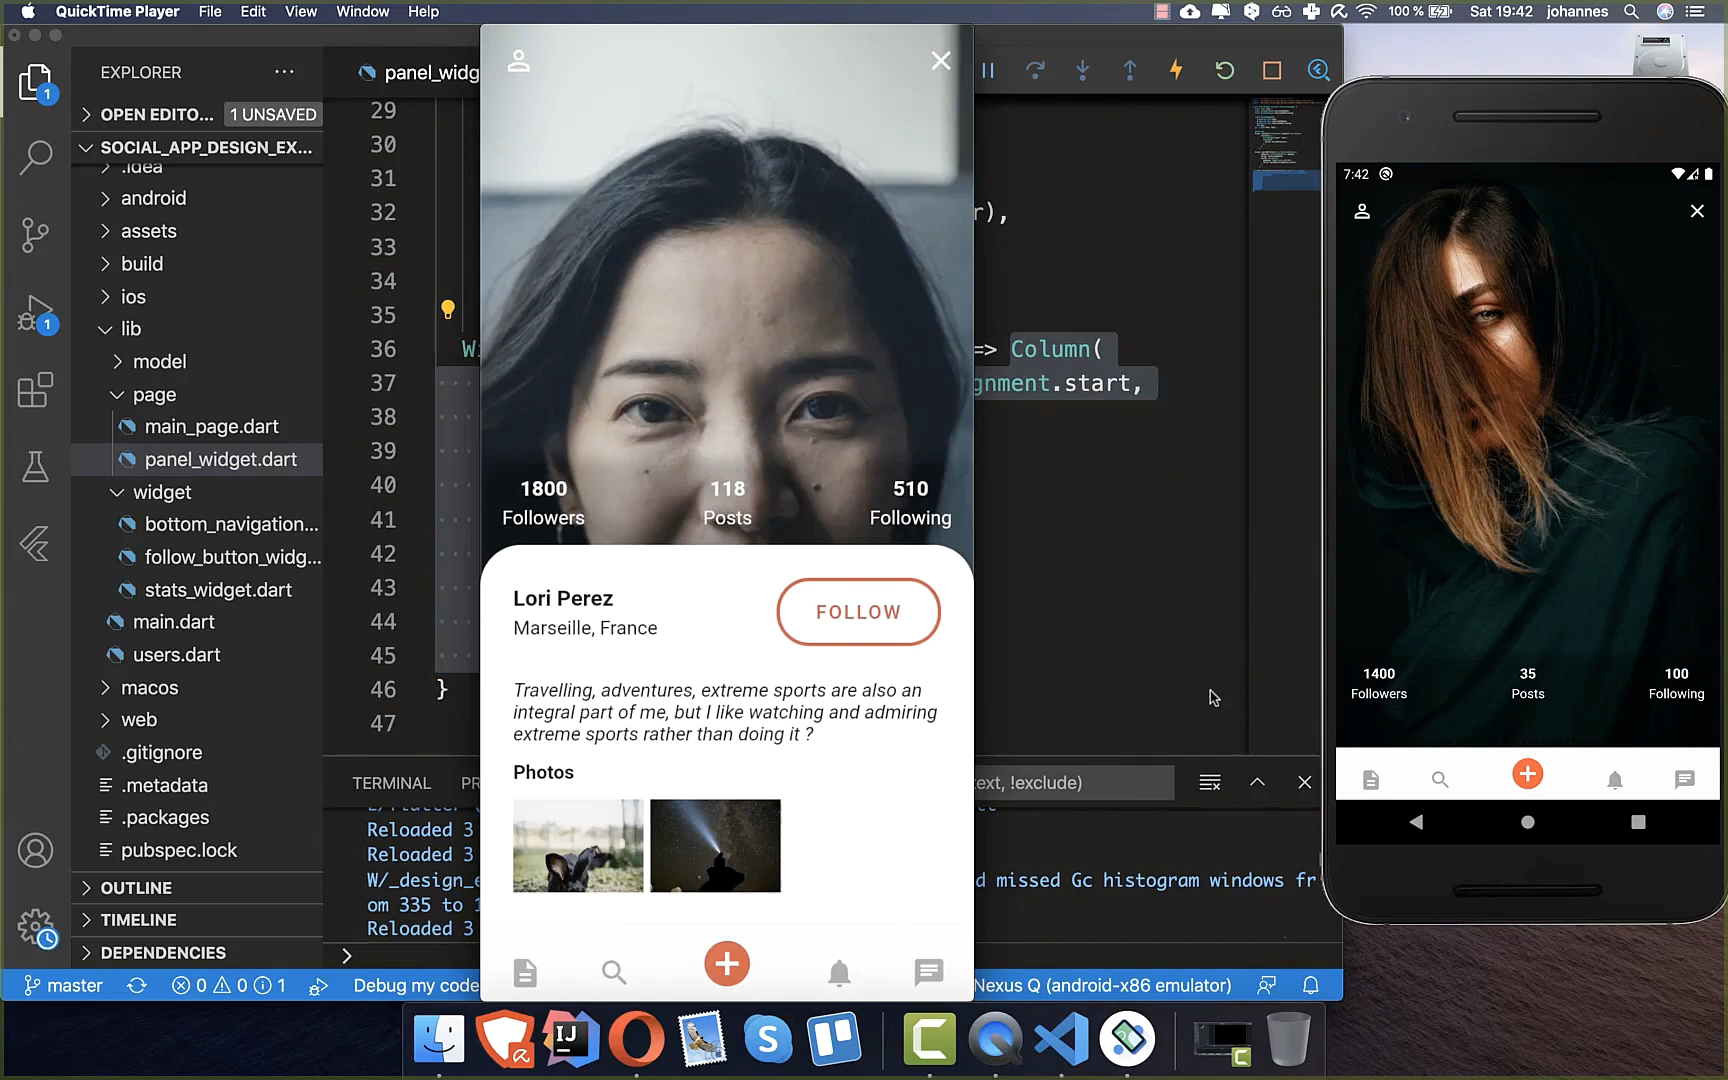 QuickTime Player File Edit View Window Help
100 % Sat 19:42 johannes
EXPLORER
OPEN EDITO... 1 UNSAVED
SOCIAL_APP_DESIGN_EX...
.idea
android
assets
build
ios
lib
model
page
main_page.dart
panel_widget.dart
widget
bottom_navigation...
follow_button_widg...
stats_widget.dart
main.dart
users.dart
macos
web
.gitignore
.metadata
.packages
pubspec.lock
OUTLINE
TIMELINE
DEPENDENCIES
1
1
panel_widg
29
30
31
32 r),
33
34
35
36 W => Column(
37 gnment.start,
38
39
40
41
42
43
44
45
46 }
47
TERMINAL PR
ext, !exclude)
Reloaded 3
Reloaded 3
W/_design_e d missed Gc histogram windows fr
om 335 to 1
Reloaded 3
master 0 0 1 Debug my code
Nexus Q (android-x86 emulator)
1800 118 510
Followers Posts Following
Lori Perez
Marseille, France
FOLLOW
Travelling, adventures, extreme sports are also an
integral part of me, but I like watching and admiring
extreme sports rather than doing it ?
Photos
7:42
1400 35 100
Followers Posts Following
IJ